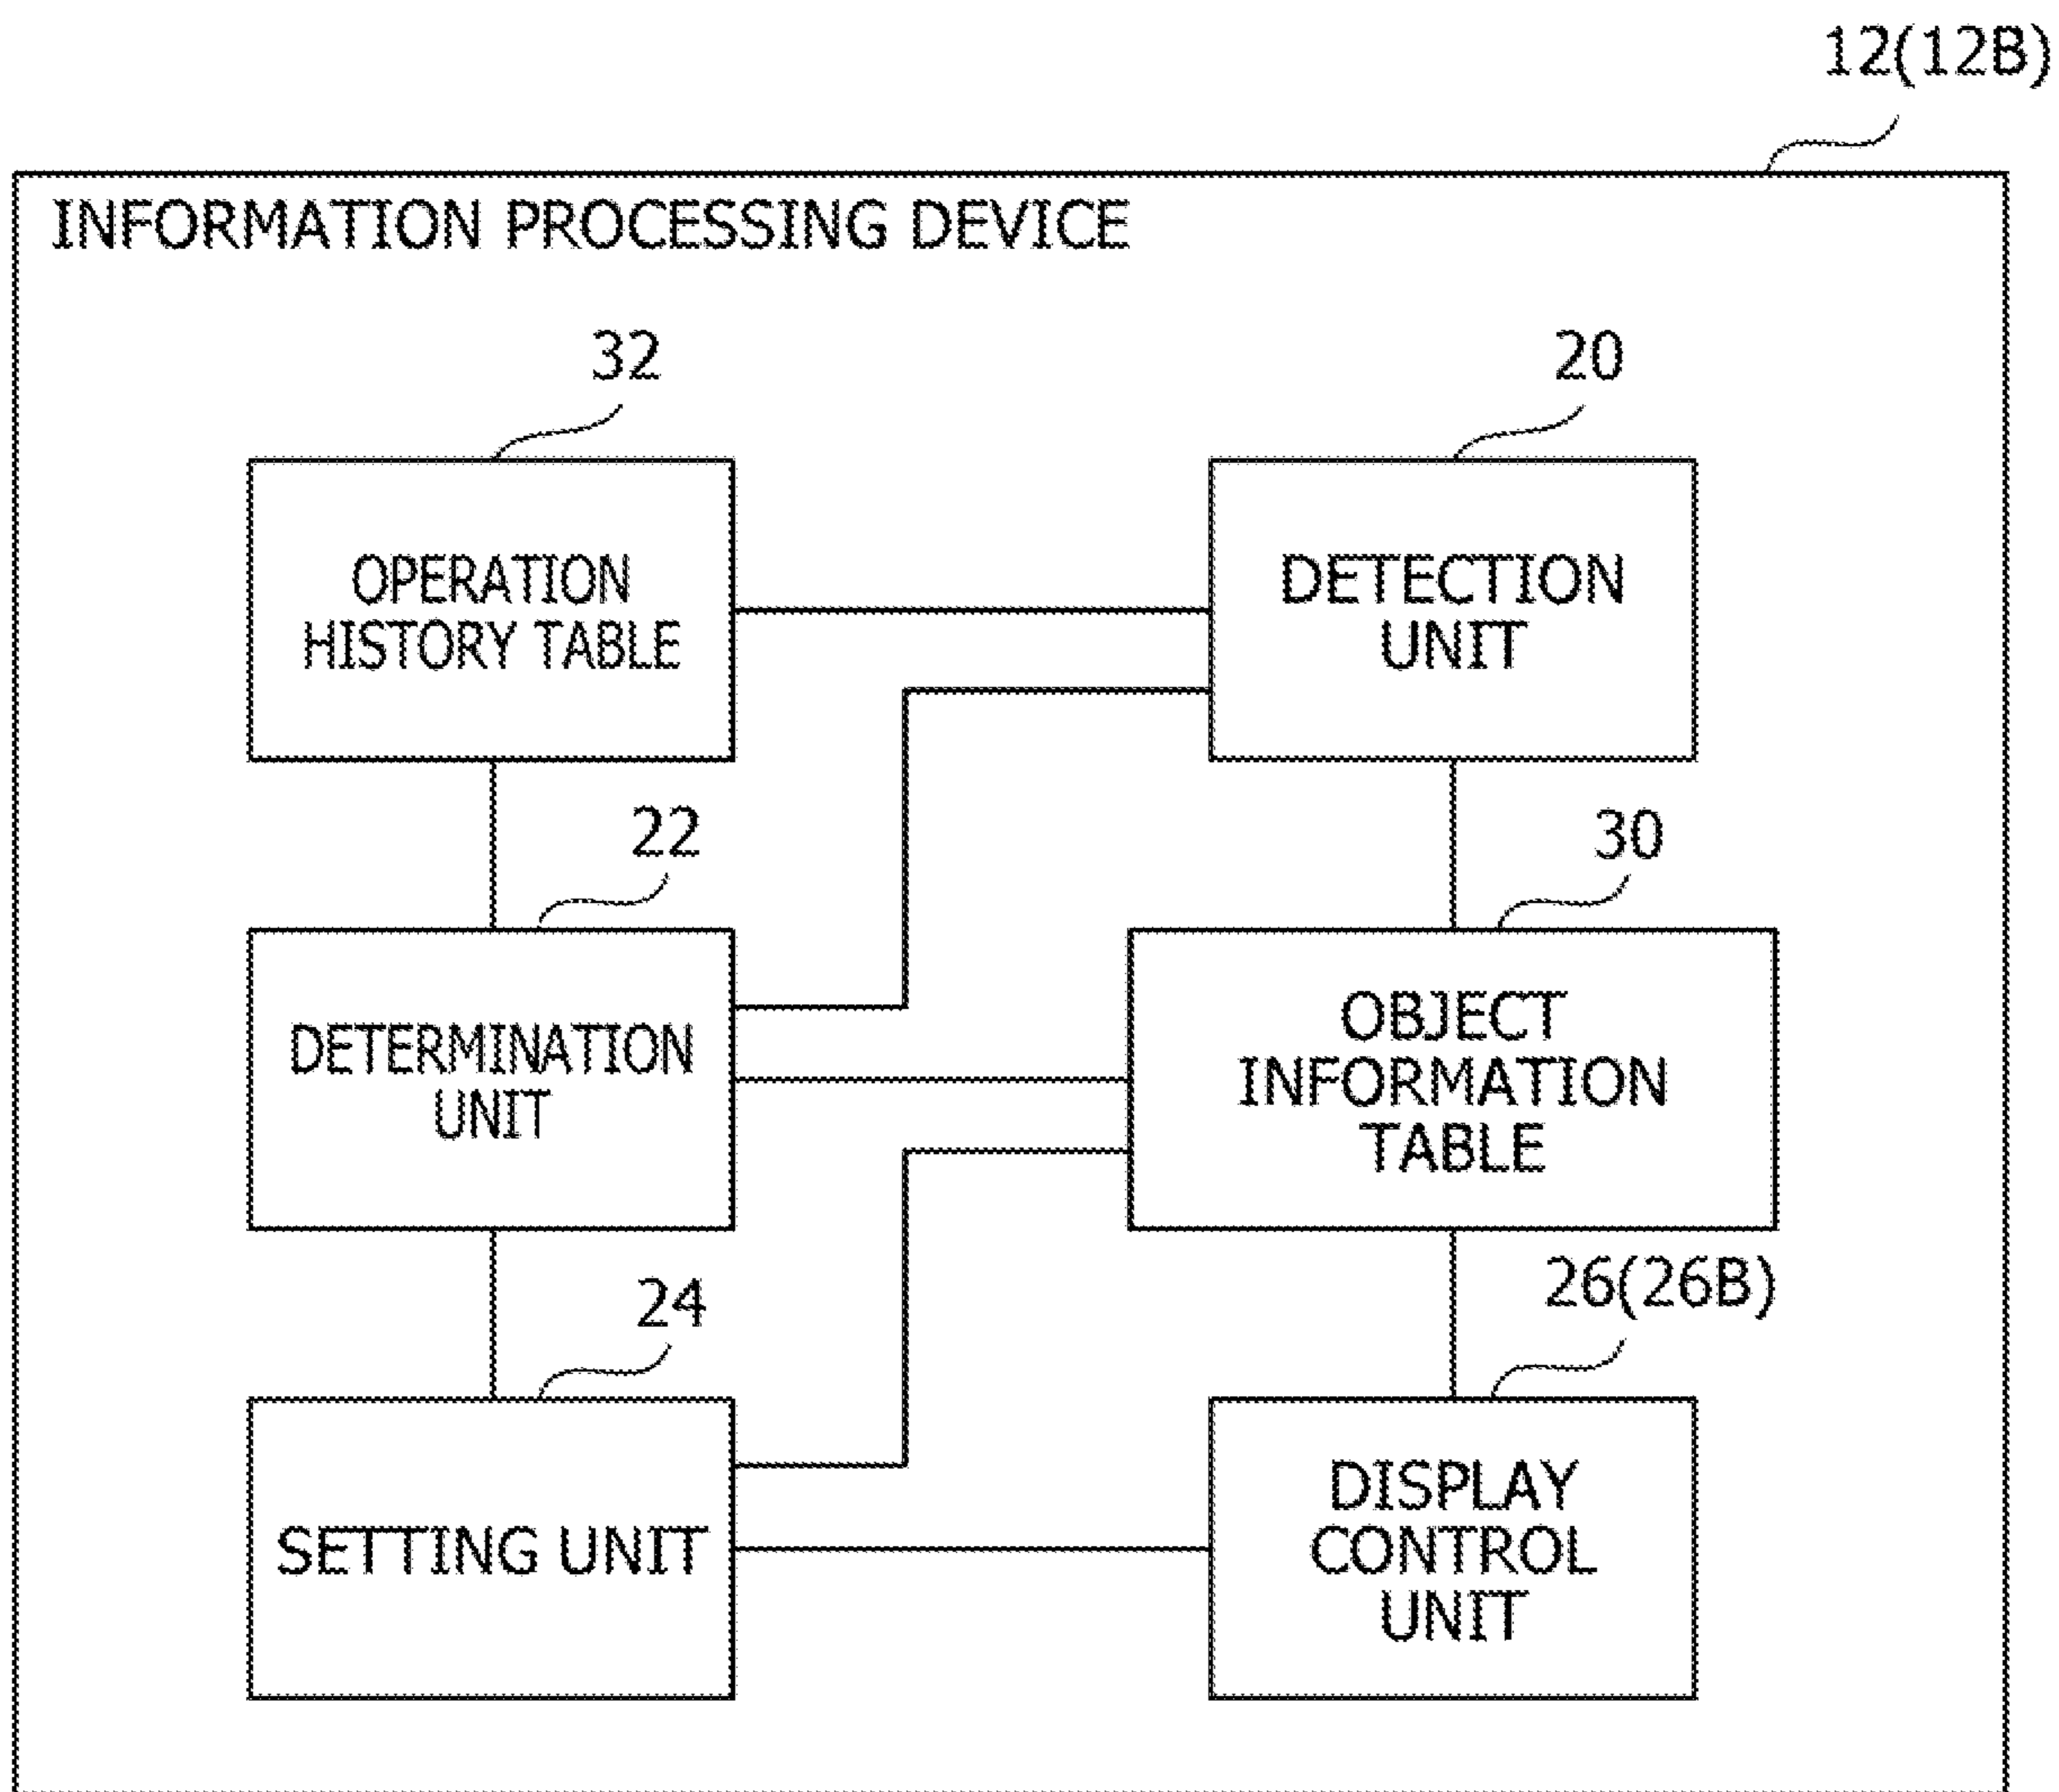 12(12B)
INFORMATION PROCESSING DEVICE
32
20
OPERATION
HISTORY TABLE
DETECTION
UNIT
22
30
DETERMINATION
UNIT
OBJECT
INFORMATION
TABLE
24
26(26B)
SETTING UNIT
DISPLAY
CONTROL
UNIT